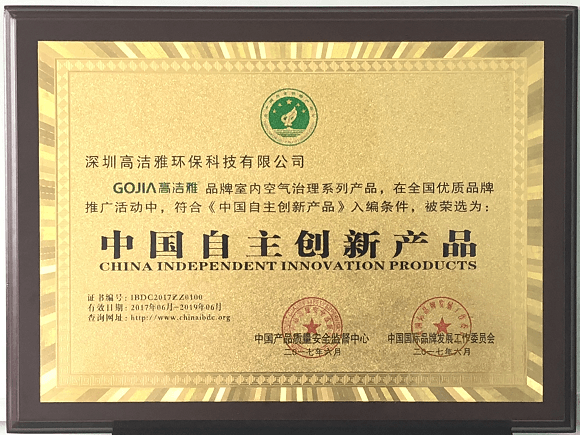 深圳高洁雅环保科技有限公司
GOJIA高洁雅 品牌室内空气治理系列产品，在全国优质品牌
推广活动中，符合《中国自主创新产品》入编条件，被荣选为：
中国自主创新产品
CHINA INDEPENDENT INNOVATION PRODUCTS
证书编号：IBDC2017ZZ0100
有效日期：2017年06月~2019年06月
查询网址：http://www.chinaibdc.org
中国产品质量安全监督中心 中国国际品牌发展工作委员会
二〇一七年六月 二〇一七年六月